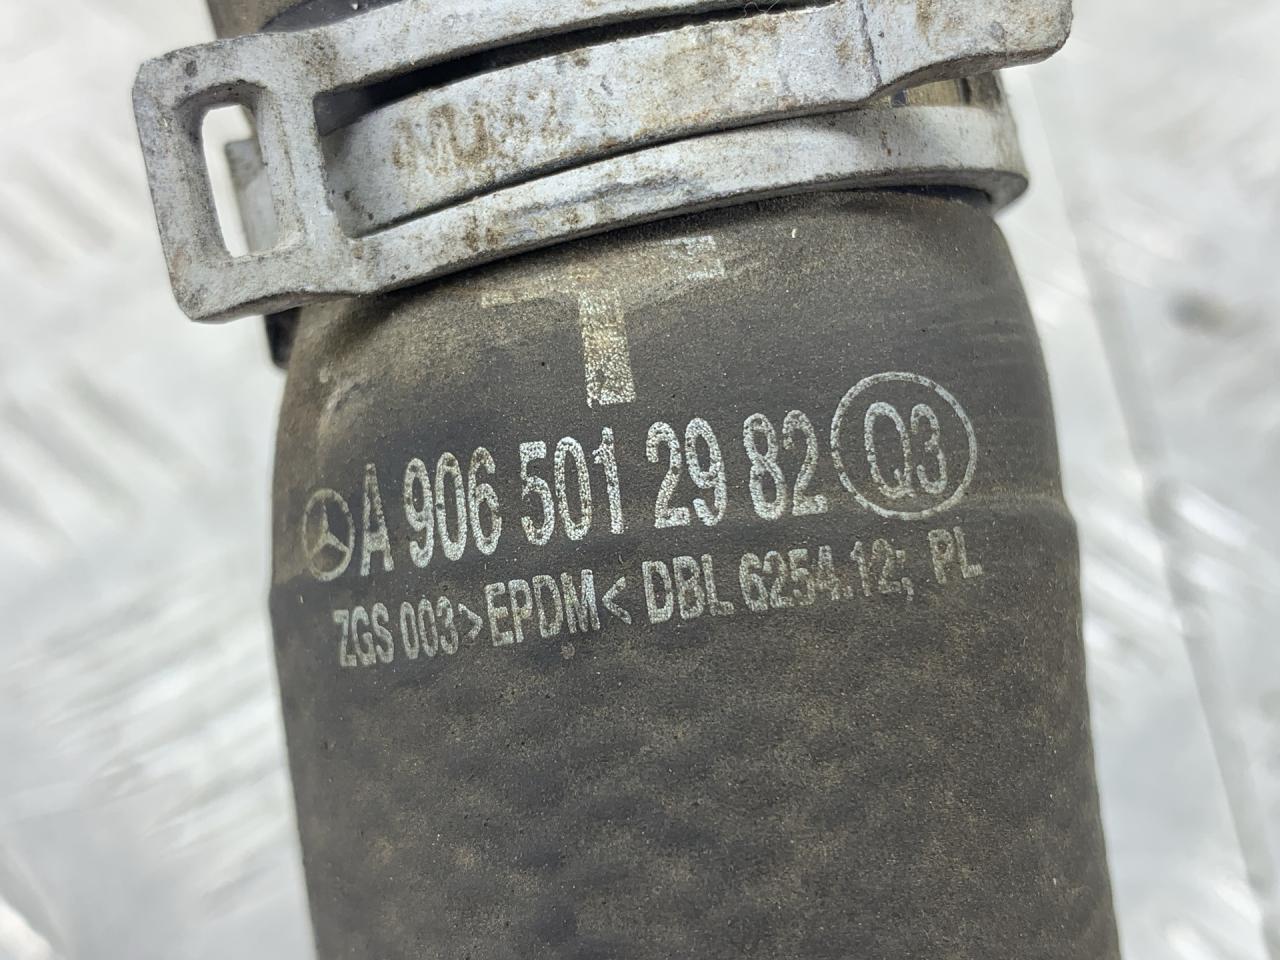 A 906 501 29 82 Q3
ZGS 003 >EPDM< DBL 6254.12; PL